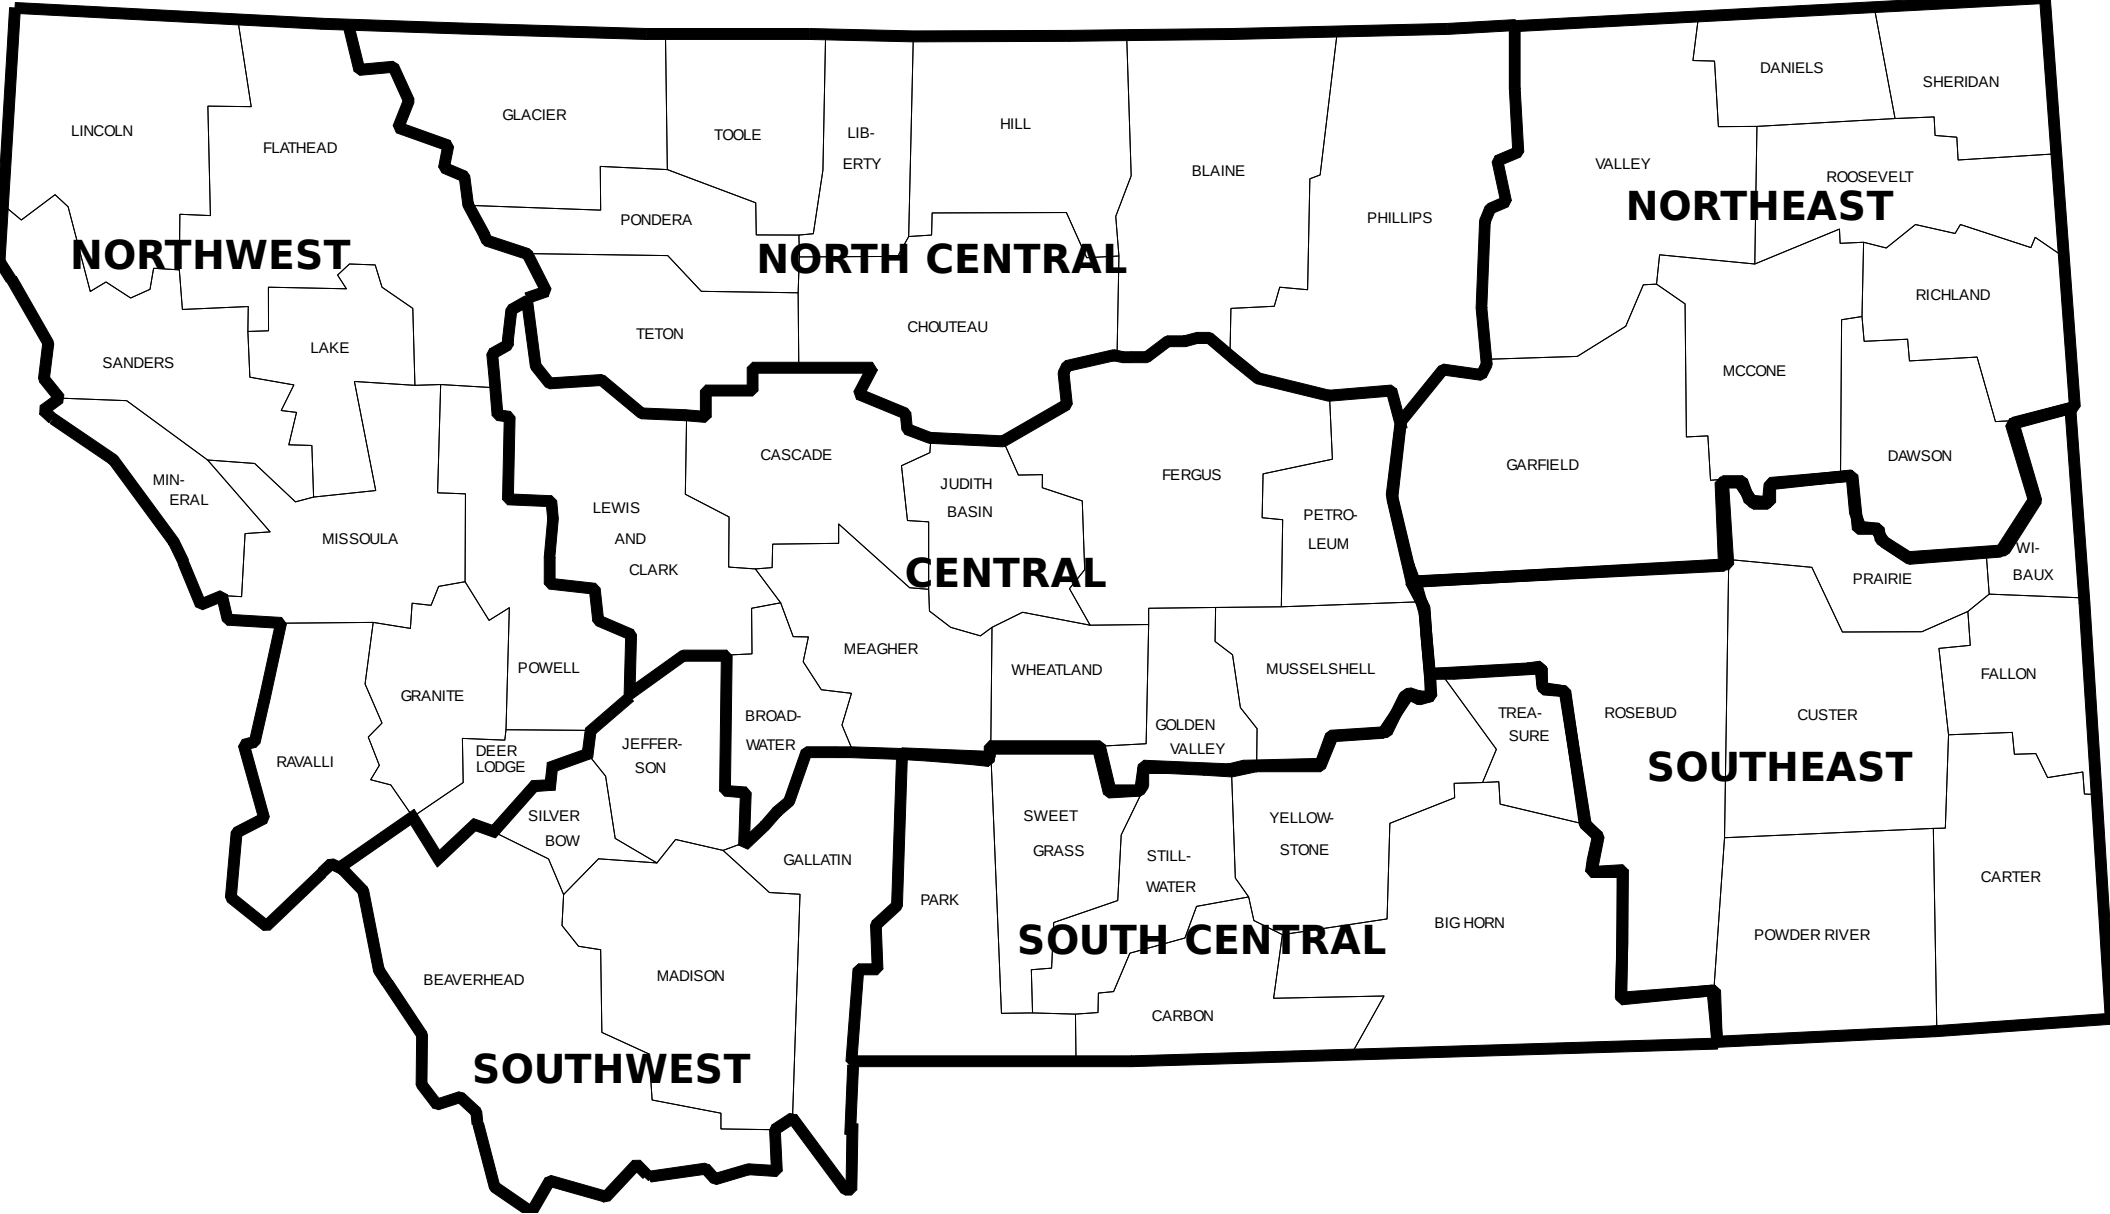 DANIELS
SHERIDAN
GLACIER
LINCOLN
TOOLE
LIB-
ERTY
HILL
FLATHEAD
BLAINE
VALLEY
ROOSEVELT
NORTHEAST
PONDERA
PHILLIPS
NORTHWEST
NORTH CENTRAL
RICHLAND
CHOUTEAU
TETON
LAKE
SANDERS
MCCONE
CASCADE
DAWSON
GARFIELD
FERGUS
MIN-
ERAL
JUDITH
BASIN
LEWIS
AND
CLARK
PETRO-
LEUM
MISSOULA
WI-
BAUX
CENTRAL
PRAIRIE
MEAGHER
POWELL
WHEATLAND
MUSSELSHELL
FALLON
GRANITE
BROAD-
WATER
GOLDEN
VALLEY
TREA-
SURE
ROSEBUD
CUSTER
JEFFER-
SON
DEER
LODGE
RAVALLI
SOUTHEAST
SILVER
BOW
SWEET
GRASS
YELLOW-
STONE
GALLATIN
STILL-
WATER
CARTER
PARK
BIG HORN
POWDER RIVER
SOUTH CENTRAL
BEAVERHEAD
MADISON
CARBON
SOUTHWEST